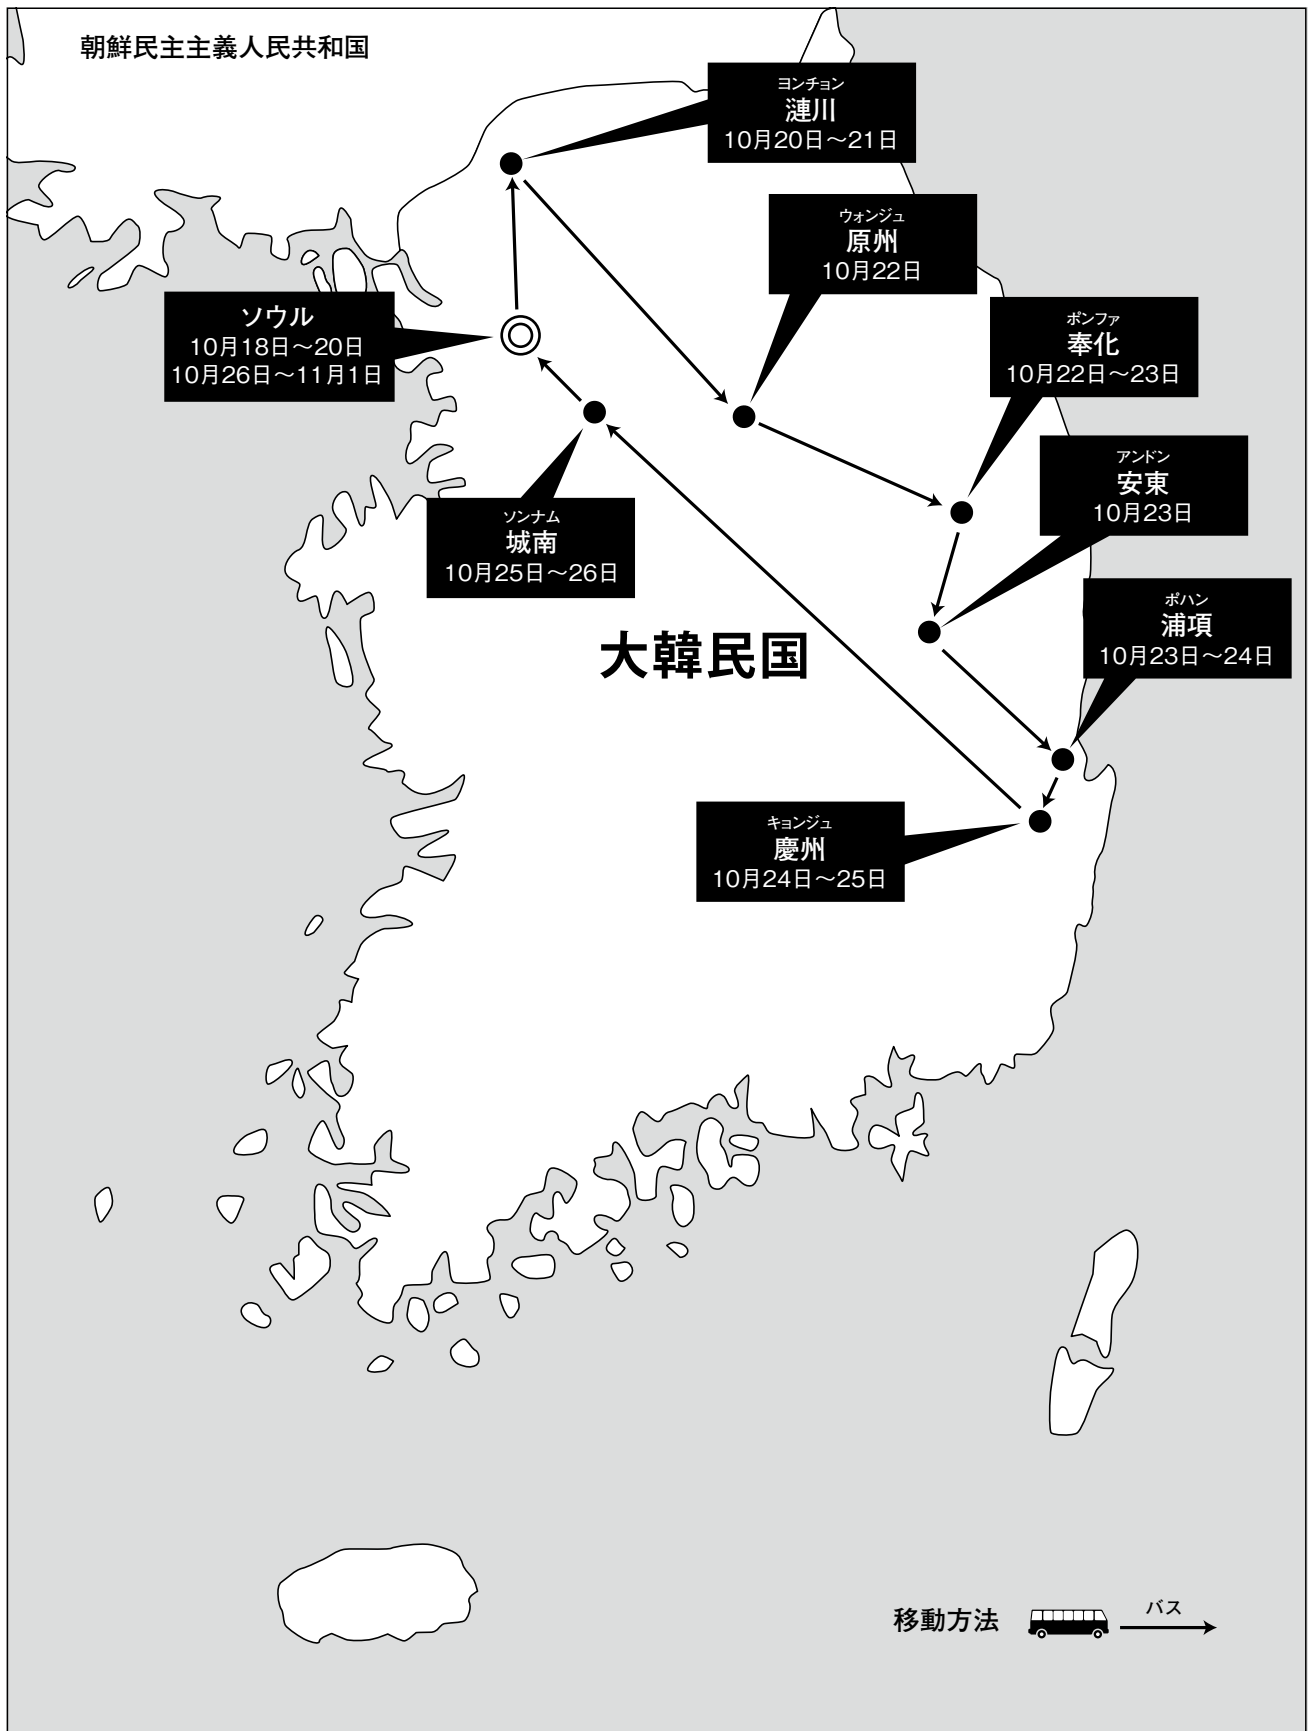 朝鮮民主主義人民共和国
ヨンチョン
漣川
10月20日〜21日
ウォンジュ
原州
10月22日
ソウル
10月18日〜20日
10月26日〜11月1日
ポンファ
奉化
10月22日〜23日
アンドン
安東
10月23日
ソンナム
城南
10月25日〜26日
ポハン
浦項
10月23日〜24日
大韓民国
キョンジュ
慶州
10月24日〜25日
移動方法
バス